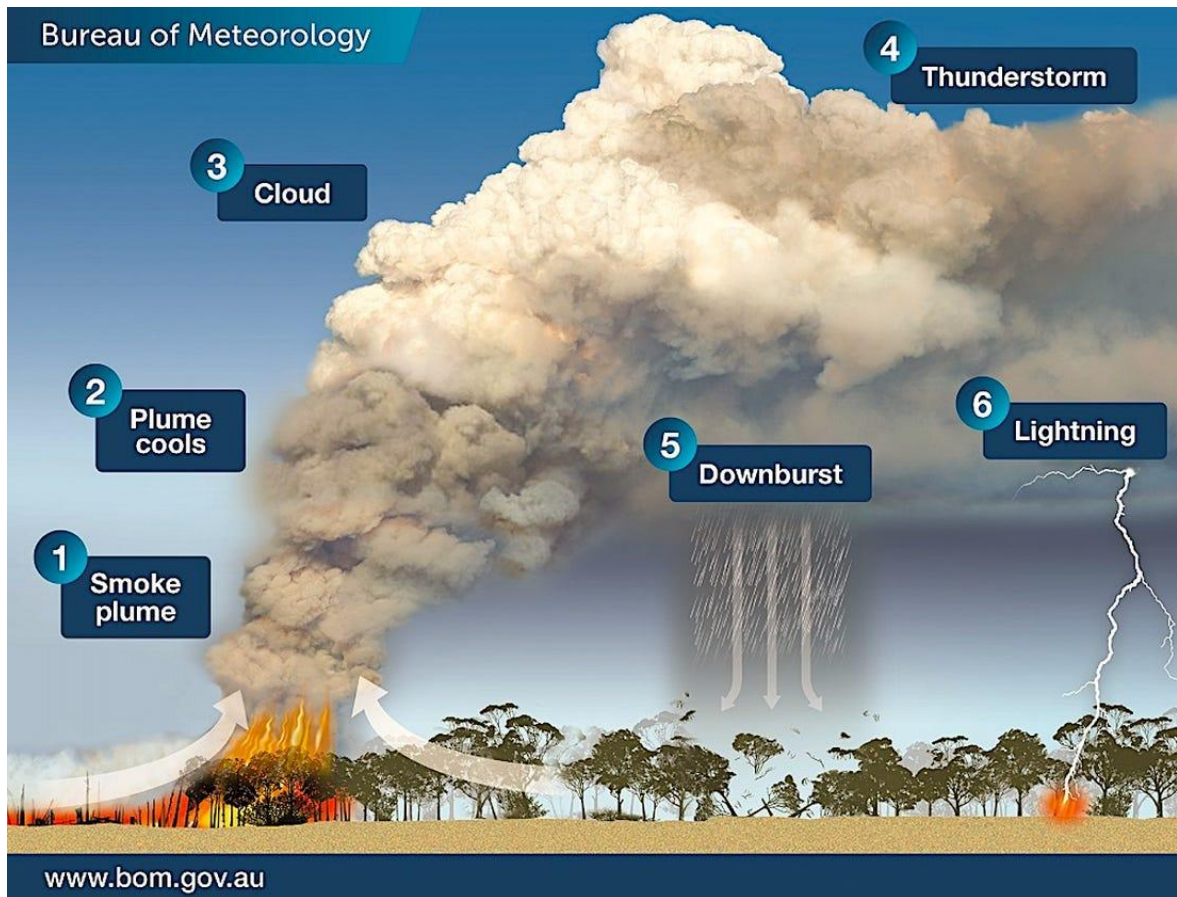 Bureau of Meteorology
4
Thunderstorm
3
Cloud
2
Plume
cools
5
Downburst
6
Lightning
1
Smoke
plume
www.bom.gov.au